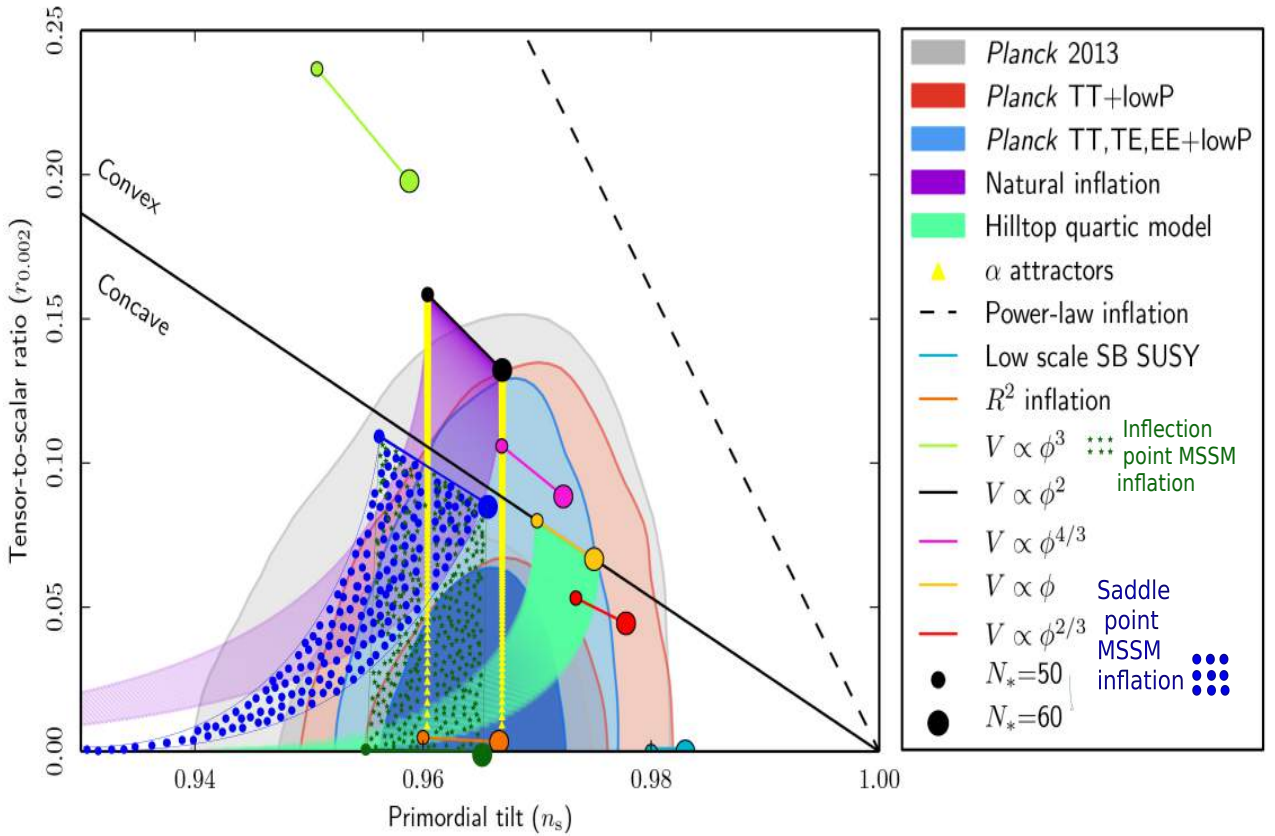 0.25
0.20
0.15
0.10
0.05
0.00
Tensor-to-scalar ratio (r₀.₀₀₂)
Convex
Concave
0.94
0.96
0.98
1.00
Primordial tilt (nₛ)
Planck 2013
Planck TT+lowP
Planck TT,TE,EE+lowP
Natural inflation
Hilltop quartic model
α attractors
Power-law inflation
Low scale SB SUSY
R² inflation
V ∝ ϕ³
V ∝ ϕ²
V ∝ ϕ^{4/3}
V ∝ ϕ
V ∝ ϕ^{2/3}
N_*=50
N_*=60
Inflection
point MSSM
inflation
Saddle
point
MSSM
inflation